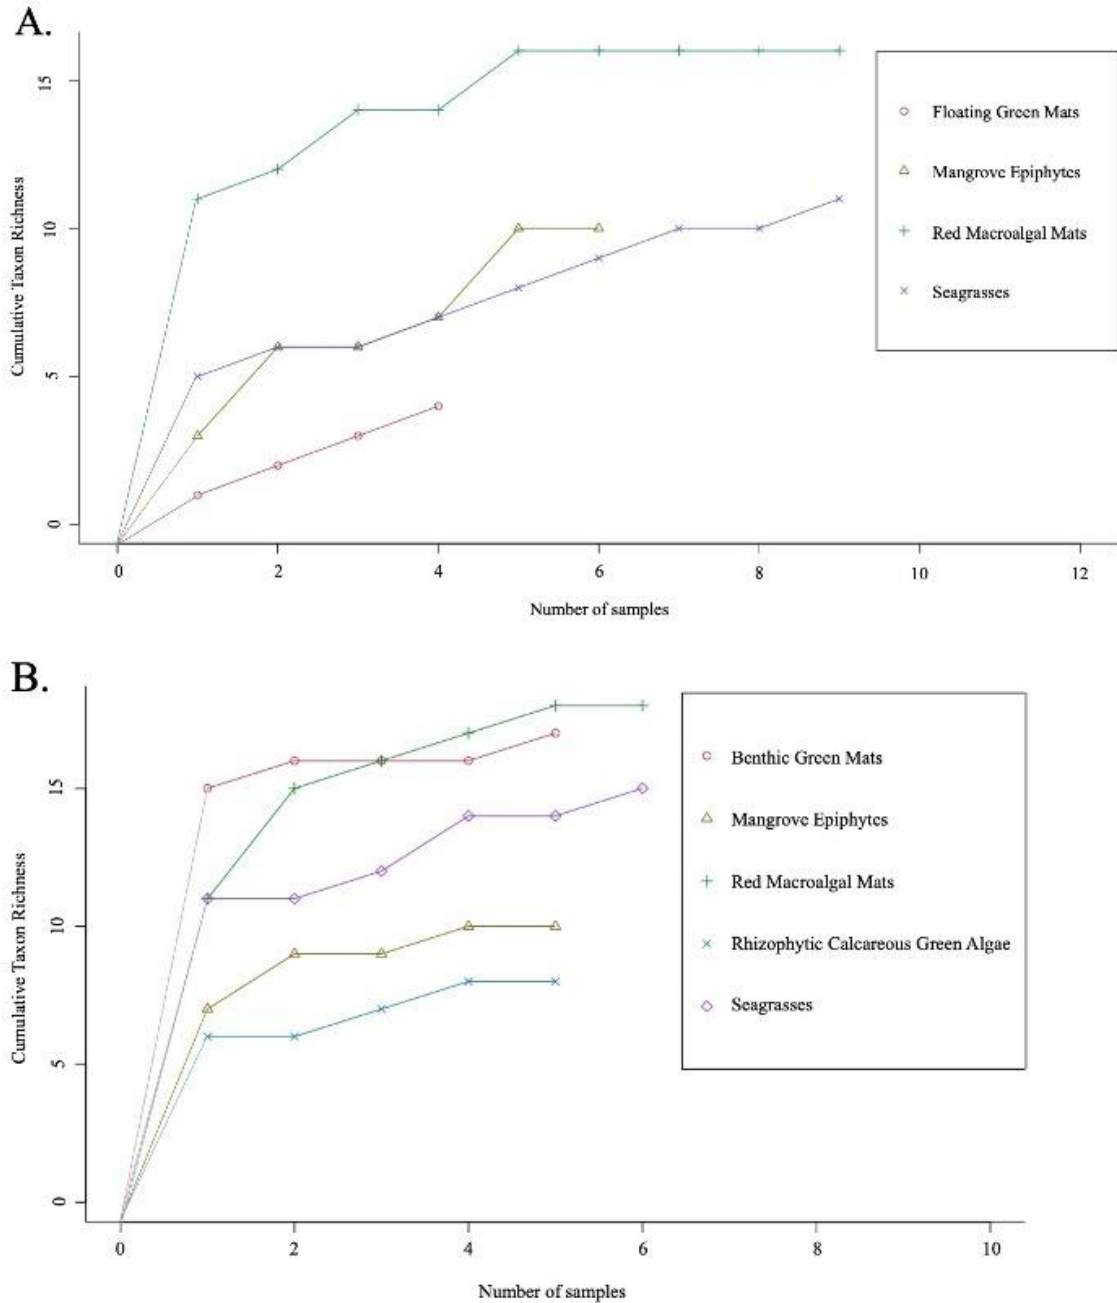 A.
Cumulative Taxon Richness
15
10
5
0
0 2 4 6 8 10 12
Number of samples
Floating Green Mats
Mangrove Epiphytes
Red Macroalgal Mats
Seagrasses
B.
Cumulative Taxon Richness
15
10
5
0
0 2 4 6 8 10
Number of samples
Benthic Green Mats
Mangrove Epiphytes
Red Macroalgal Mats
Rhizophytic Calcareous Green Algae
Seagrasses